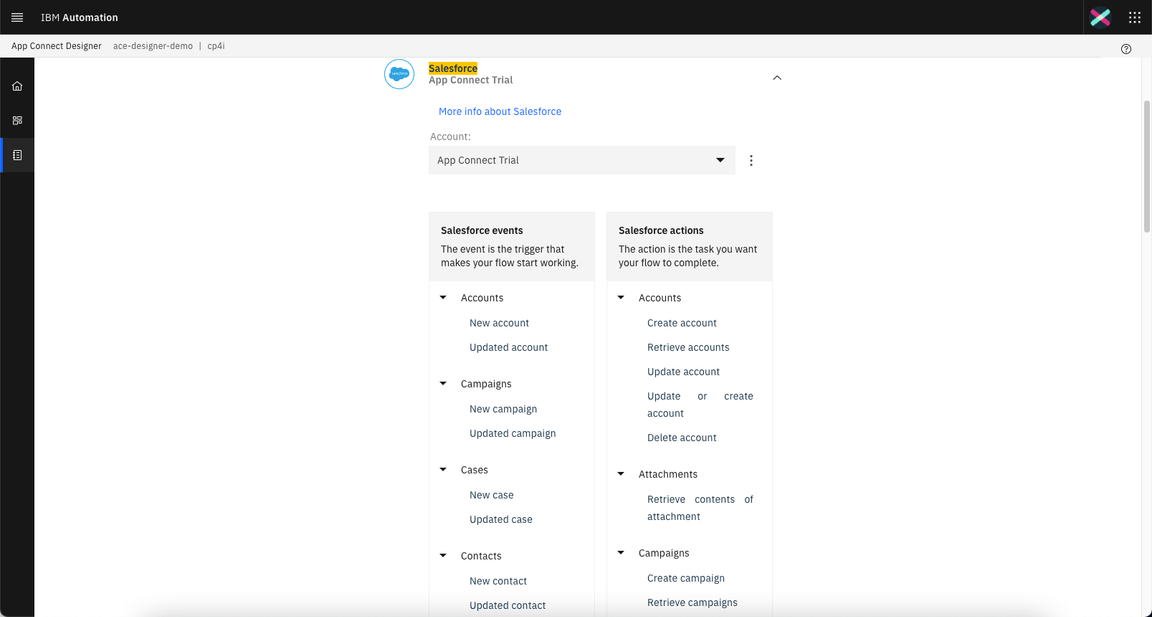 IBM Automation
App Connect Designer ace-designer-demo | cp4i
Salesforce
App Connect Trial
More info about Salesforce
Account:
App Connect Trial
Salesforce events
The event is the trigger that
makes your flow start working.
Accounts
New account
Updated account
Campaigns
New campaign
Updated campaign
Cases
New case
Updated case
Contacts
New contact
Updated contact
Salesforce actions
The action is the task you want
your flow to complete.
Accounts
Create account
Retrieve accounts
Update account
Update or create
account
Delete account
Attachments
Retrieve contents of
attachment
Campaigns
Create campaign
Retrieve campaigns